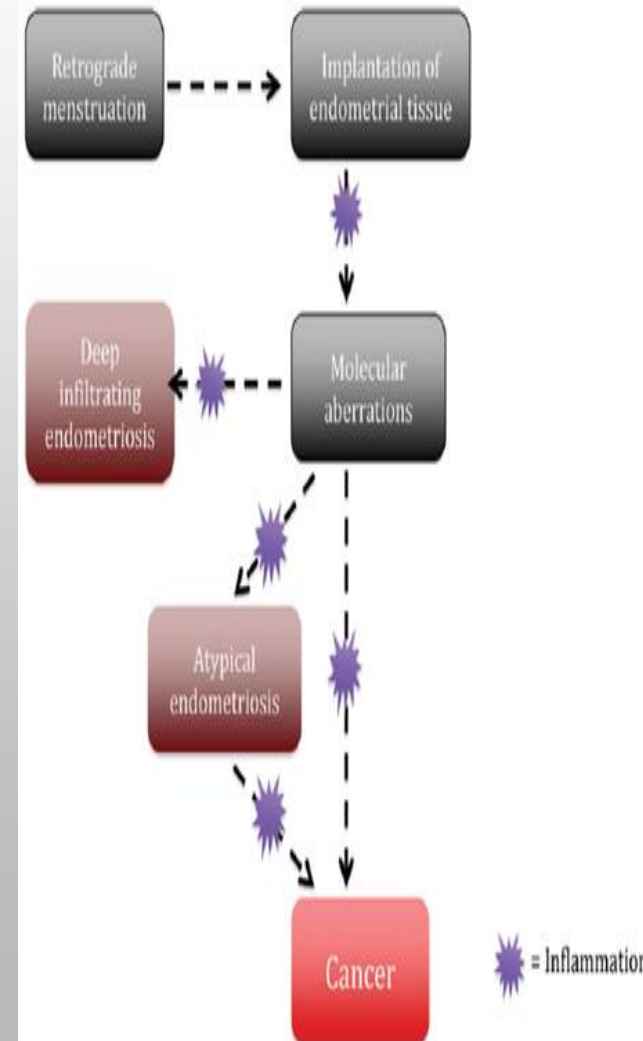 Retrograde
menstruation
Implantation of
endometrial tissue
Deep
infiltrating
endometriosis
Molecular
aberrations
Atypical
endometriosis
Cancer
= Inflammation